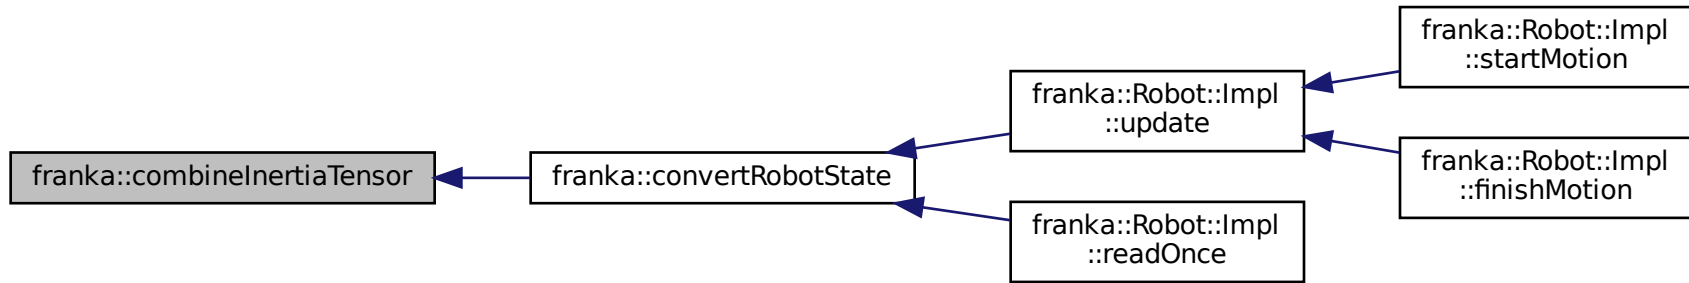 franka::combineInertiaTensor
franka::convertRobotState
franka::Robot::Impl
::update
franka::Robot::Impl
::readOnce
franka::Robot::Impl
::startMotion
franka::Robot::Impl
::finishMotion